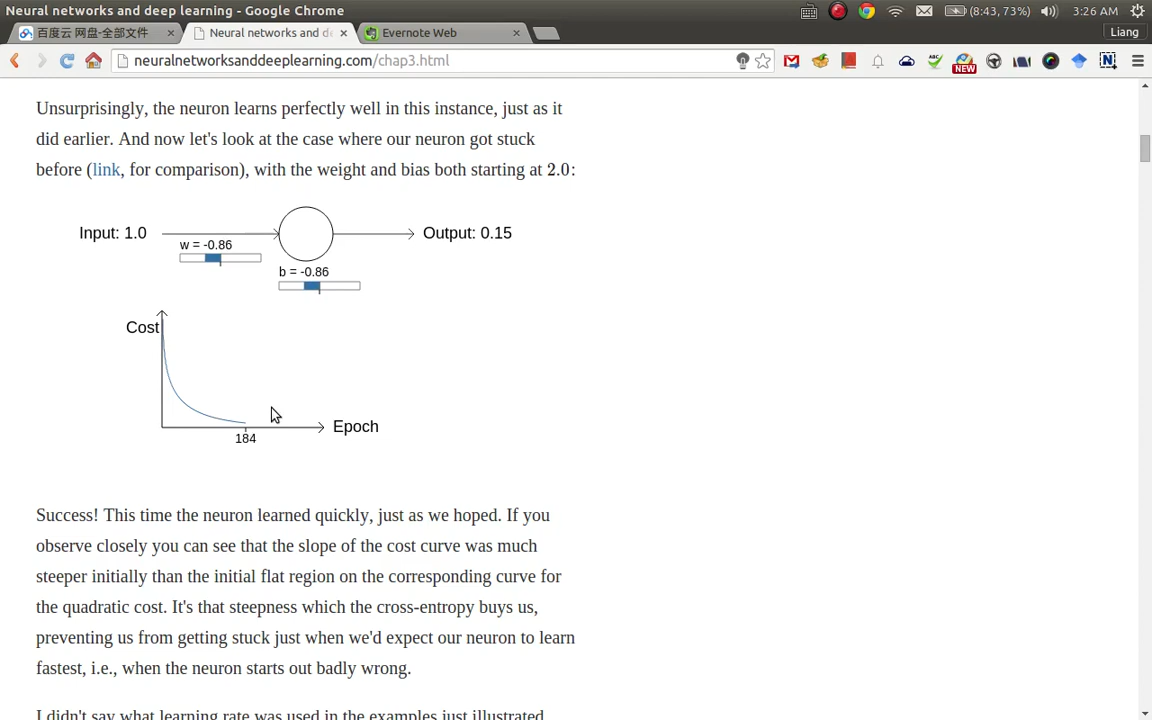 Neural networks and deep learning - Google Chrome
(8:43, 73%)
3:26 AM
百度云 网盘-全部文件
Neural networks and de
Evernote Web
Liang
neuralnetworksanddeeplearning.com/chap3.html
ABC
NEW
N
Unsurprisingly, the neuron learns perfectly well in this instance, just as it
did earlier. And now let's look at the case where our neuron got stuck
before (link, for comparison), with the weight and bias both starting at 2.0:
Input: 1.0
w = -0.86
Output: 0.15
b = -0.86
Cost
Epoch
184
Success! This time the neuron learned quickly, just as we hoped. If you
observe closely you can see that the slope of the cost curve was much
steeper initially than the initial flat region on the corresponding curve for
the quadratic cost. It's that steepness which the cross-entropy buys us,
preventing us from getting stuck just when we'd expect our neuron to learn
fastest, i.e., when the neuron starts out badly wrong.
I didn't say what learning rate was used in the examples just illustrated